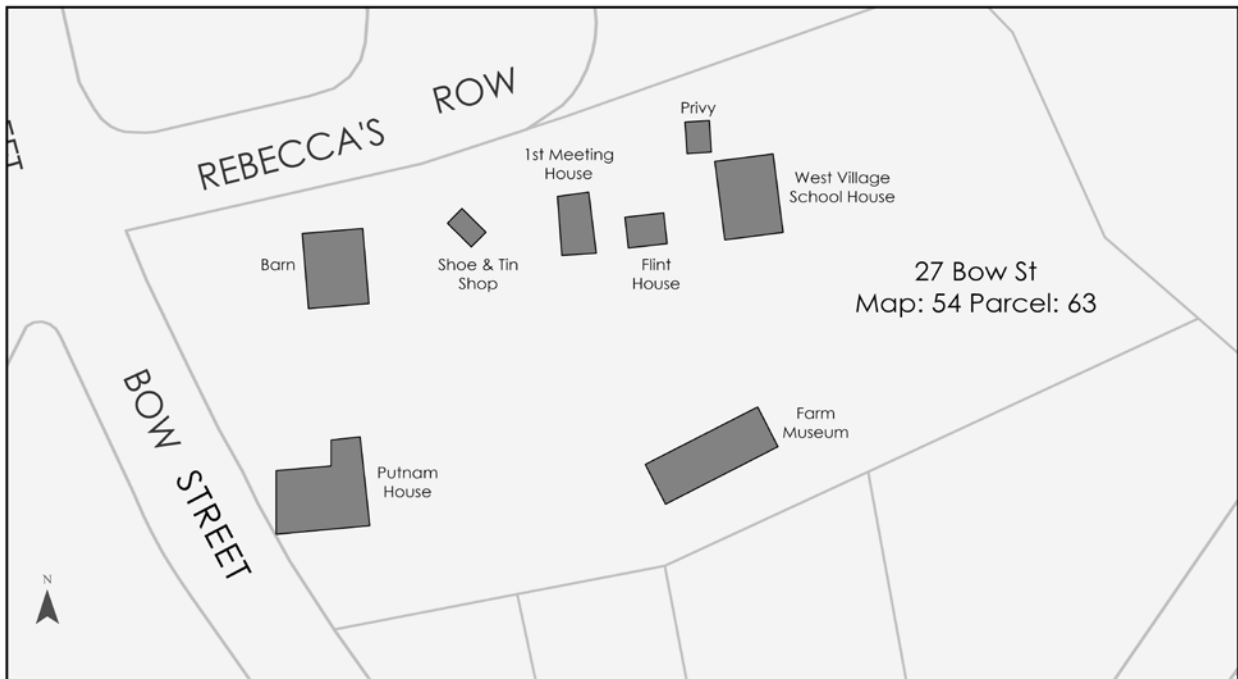 REBECCA'S ROW
Privy
1st Meeting
House
West Village
School House
Barn
Shoe & Tin
Shop
Flint
House
27 Bow St
Map: 54 Parcel: 63
BOW STREET
Farm
Museum
Putnam
House
N